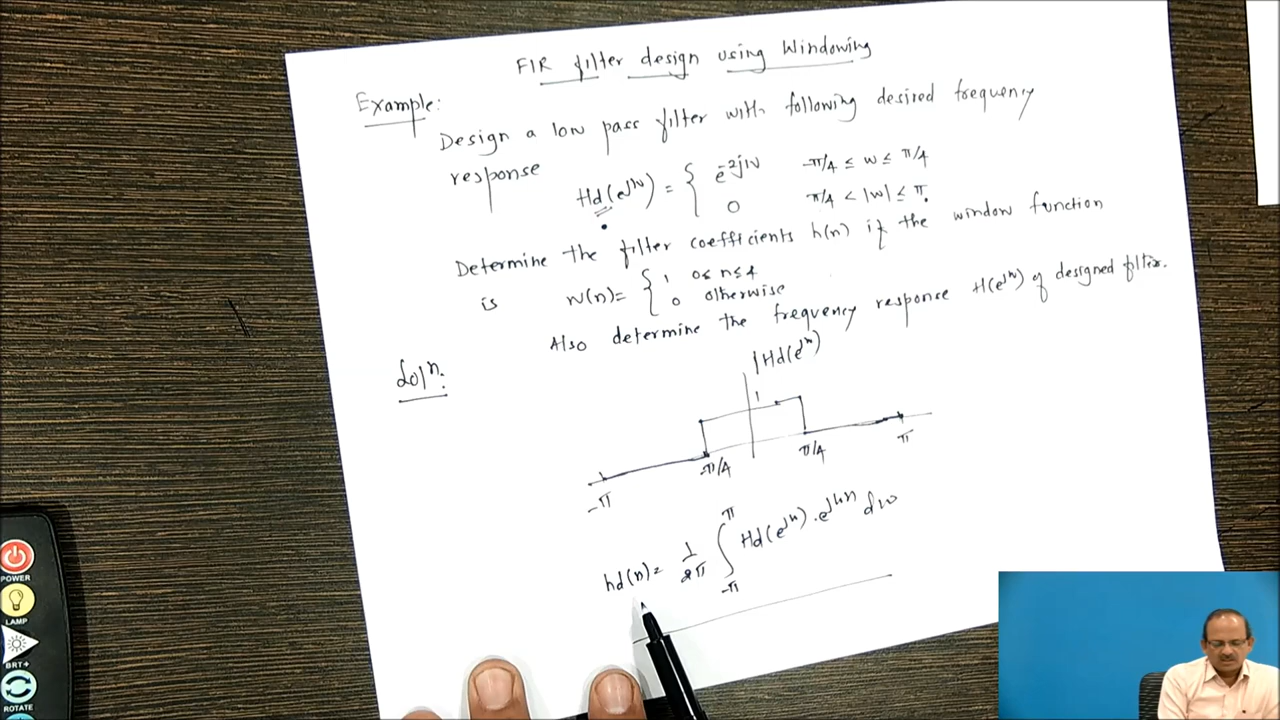 FIR filter design using Windowing
Example:
Design a low pass filter with following desired frequency
response
Hd(e^jw) = { e^-2jw   -π/4 ≤ w ≤ π/4
0   π/4 < |w| ≤ π.
Determine the filter coefficients h(n) if the window function
is   w(n) = { 1   0≤ n≤4
0   otherwise
Also determine the frequency response H(e^jw) of designed filter.
Soln:
|Hd(e^jw)
1
-π   -π/4   π/4   π
hd(n)= 1/2π ∫_-π^π Hd(e^jw).e^jwn dw
POWER
LAMP
BRT+
ROTATE